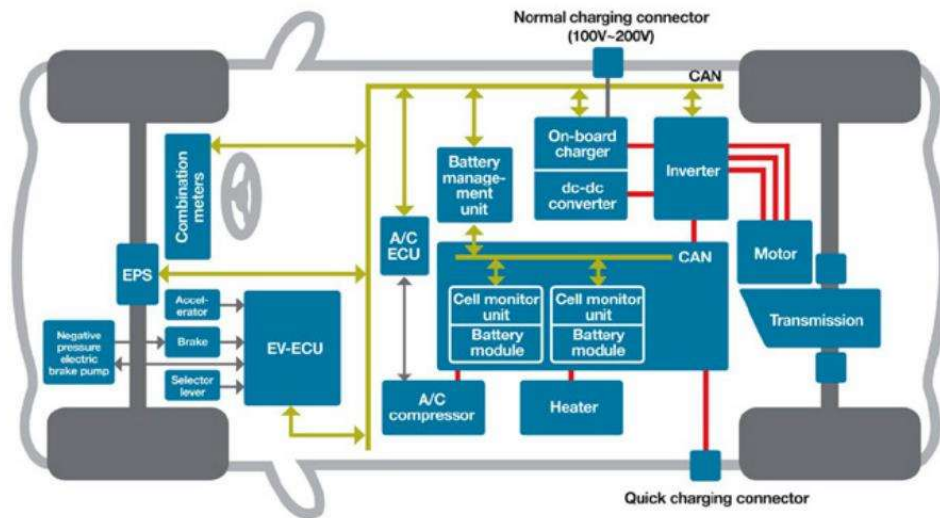 Normal charging connector
(100V~200V)
CAN
Combination
meters
Battery
manage-
ment
unit
On-board
charger
dc-dc
converter
Inverter
A/C
ECU
CAN
EPS
Motor
Cell monitor
unit
Battery
module
Cell monitor
unit
Battery
module
Accel-
erator
Negative
pressure
electric
brake pump
Brake
EV-ECU
Selector
lever
Transmission
A/C
compressor
Heater
Quick charging connector